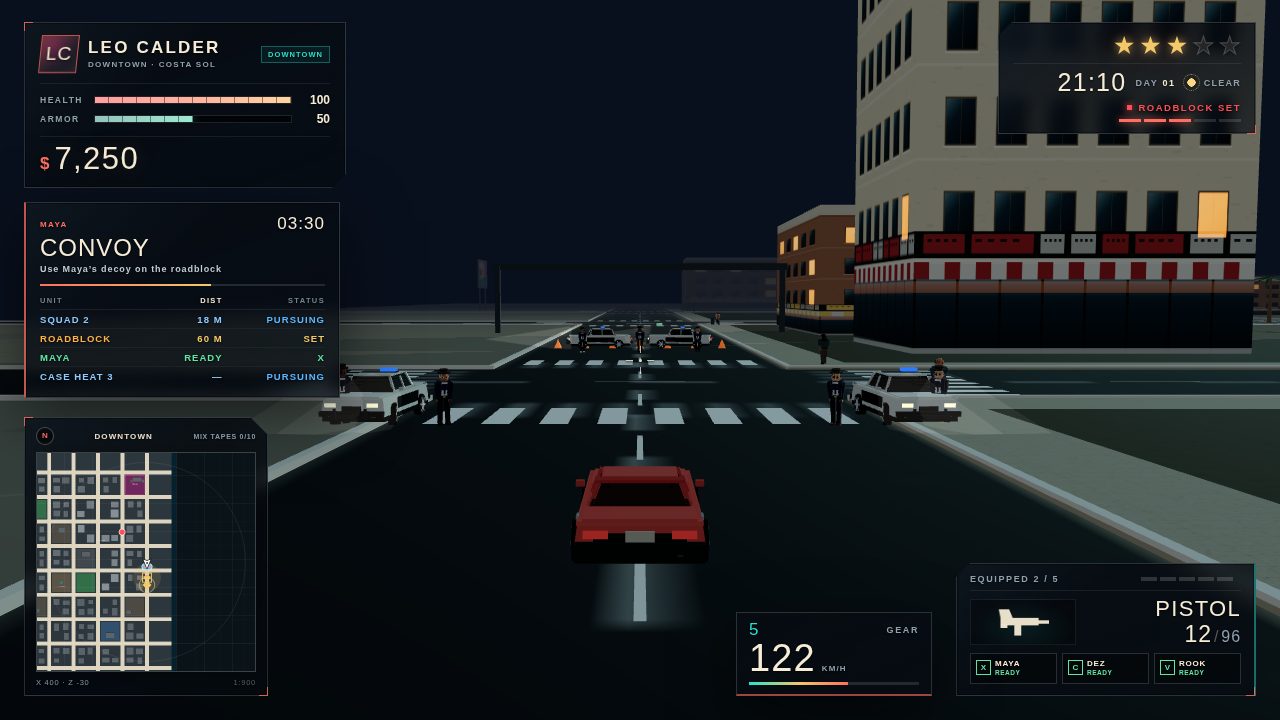 LC
LEO CALDER
DOWNTOWN · COSTA SOL
DOWNTOWN
HEALTH 100
ARMOR 50
$ 7,250
MAYA 03:30
CONVOY
Use Maya's decoy on the roadblock
UNIT DIST STATUS
SQUAD 2 18 M PURSUING
ROADBLOCK 60 M SET
MAYA READY X
CASE HEAT 3 — PURSUING
N DOWNTOWN MIX TAPES 0/10
X 400 · Z -30 1:900
21:10 DAY 01 CLEAR
ROADBLOCK SET
5 GEAR
122 KM/H
EQUIPPED 2 / 5
PISTOL
12 / 96
X MAYA READY
C DEZ READY
V ROOK READY